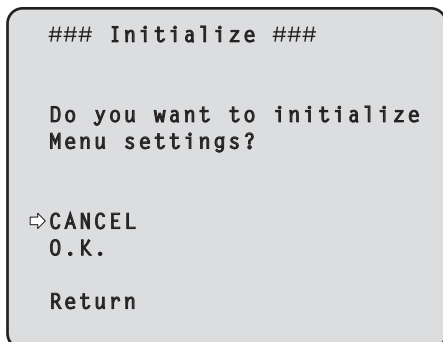 ### Initialize ###
Do you want to initialize
Menu settings?
⇨CANCEL
O.K.
Return